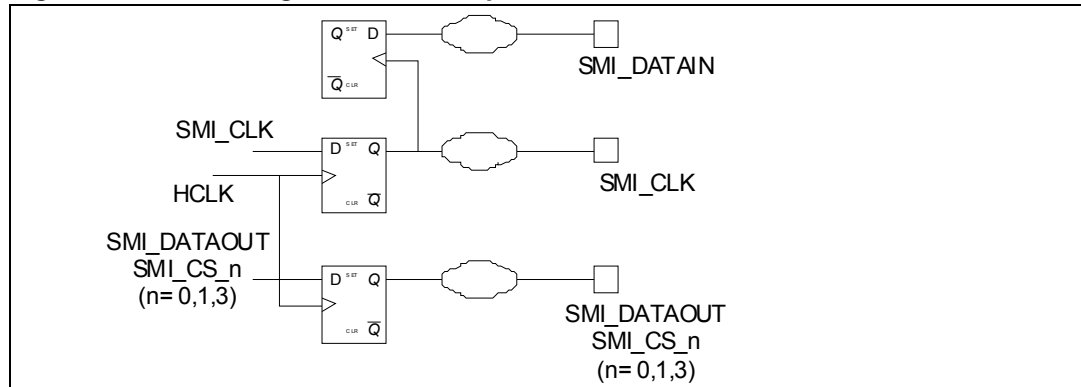 Q SET D
Q CLR
SMI_DATAIN
SMI_CLK
D SET Q
CLR Q
SMI_CLK
HCLK
SMI_DATAOUT
SMI_CS_n
(n= 0,1,3)
D SET Q
CLR Q
SMI_DATAOUT
SMI_CS_n
(n= 0,1,3)